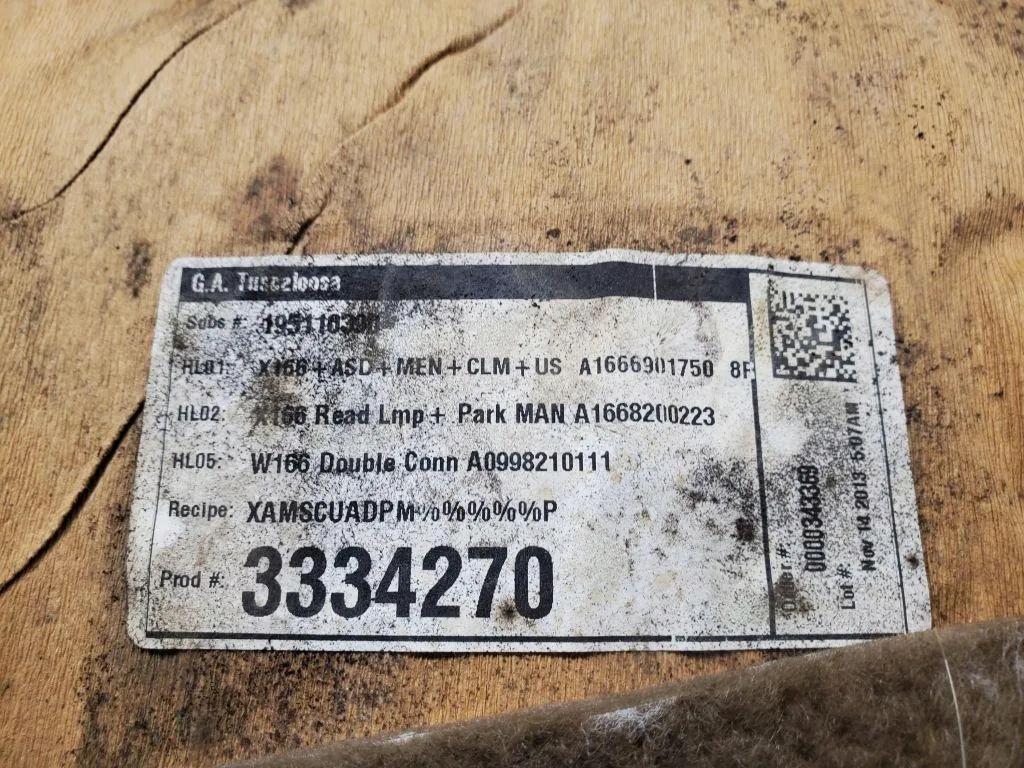 G.A. Tuscaloosa
Subs #:
HL01: X166 + ASD + MEN + CLM + US A1666901750 8F
HL02: X166 Read Lmp + Park MAN A1668200223
HL05: W166 Double Conn A0998210111
Recipe: XAMSCUADPM%%%%%P
Prod #: 3334270
Order #:
0000343369
Lot #
Nov 14 2013 5:07AM